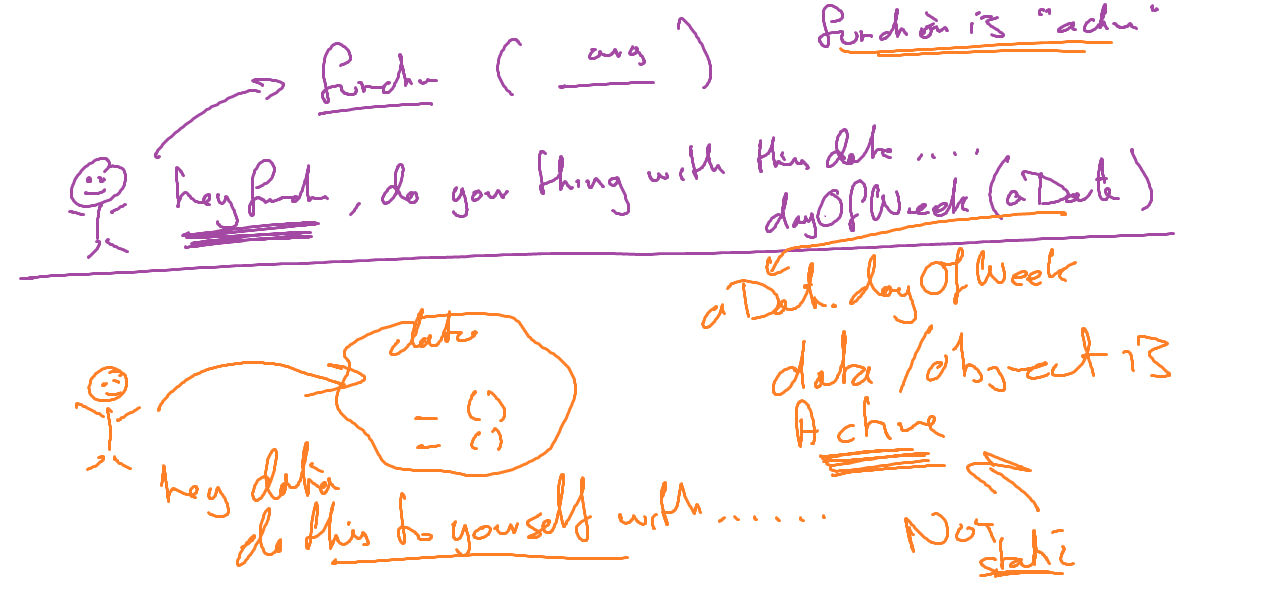 function ( arg )
function is "active"
hey function, do your thing with this date ....
dayOfWeek (aDate)
aDate.dayOfWeek
data
- ()
- ()
data / object is
Active
hey data
do this to yourself with ......
NOT
static